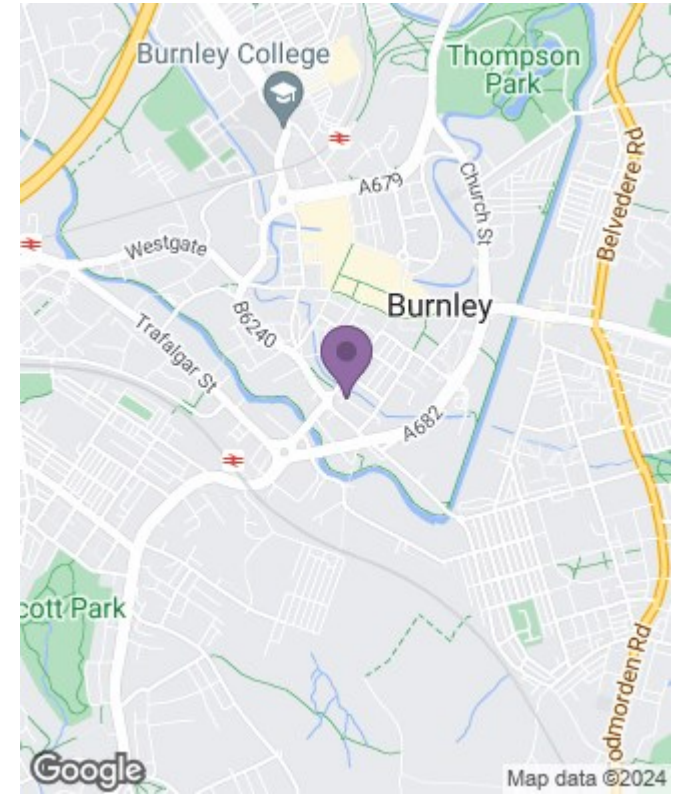 Burnley College
Thompson
Park
A679
Church St
Belvedere Rd
Westgate
B6240
Burnley
Trafalgar St
A682
cott Park
odmorden Rd
Google
Map data ©2024